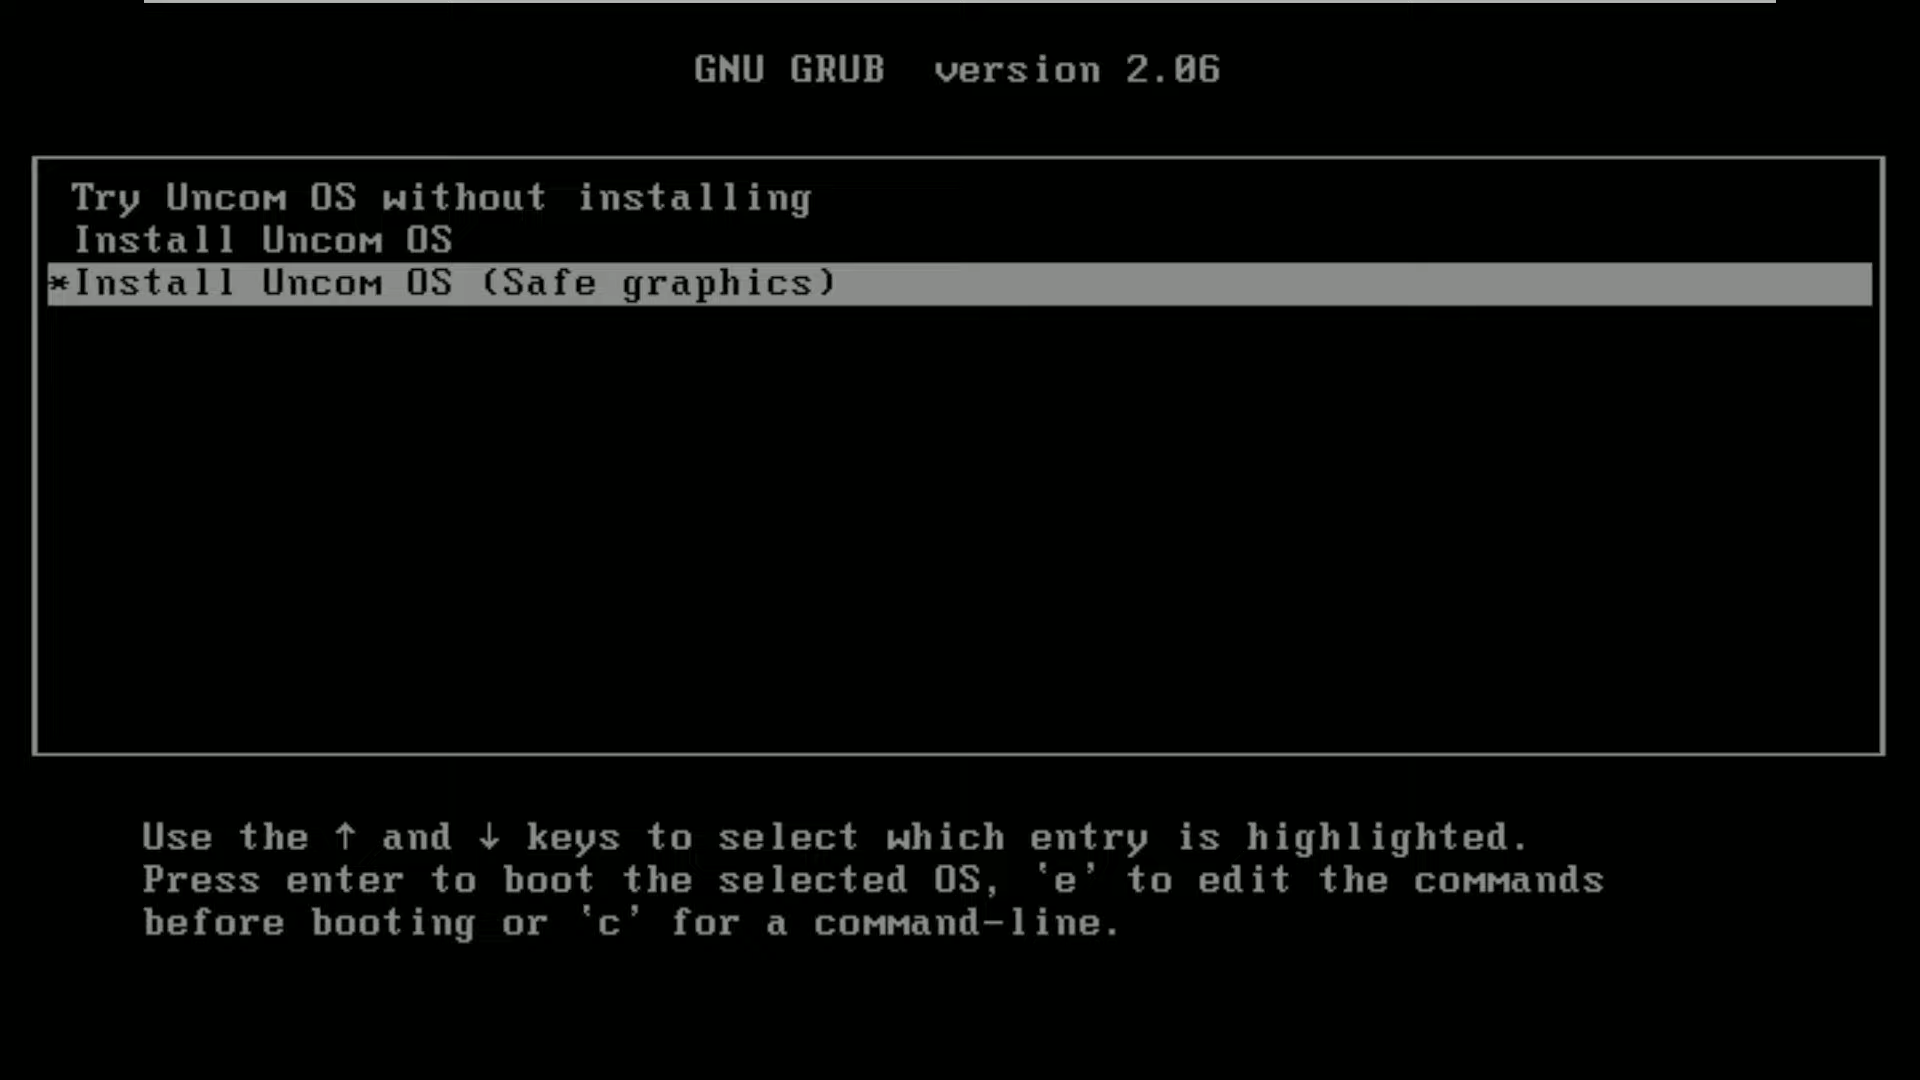 GNU GRUB  version 2.06
Try Uncom OS without installing
Install Uncom OS
*Install Uncom OS (Safe graphics)
Use the ↑ and ↓ keys to select which entry is highlighted.
Press enter to boot the selected OS, `e' to edit the commands
before booting or `c' for a command-line.